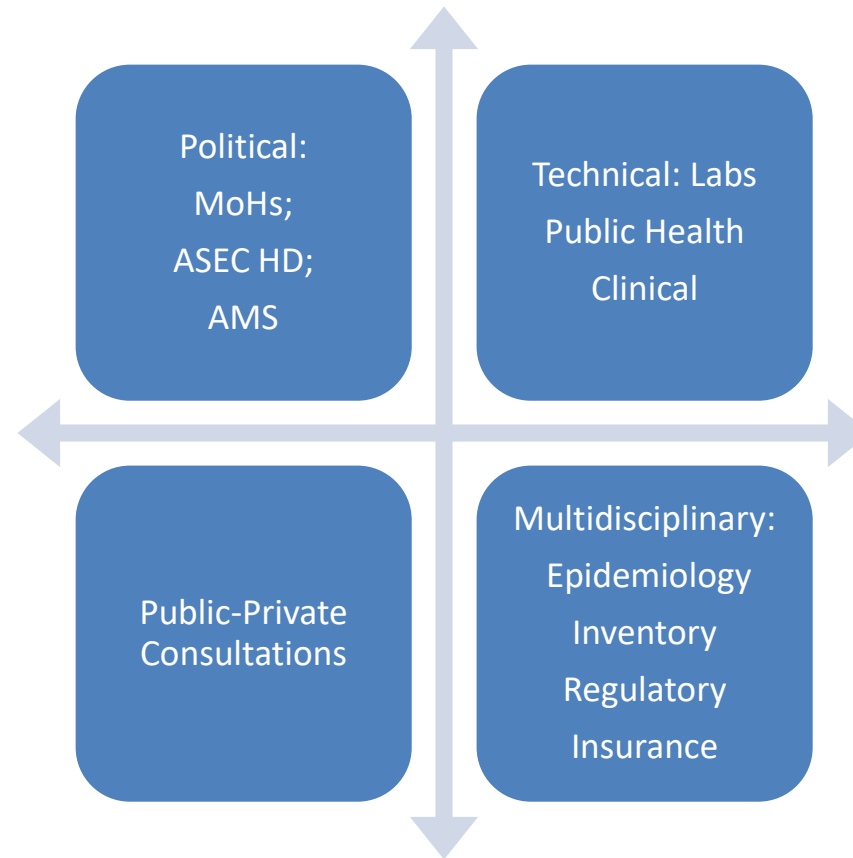 Political:
MoHs;
ASEC HD;
AMS
Technical: Labs
Public Health
Clinical
Public-Private
Consultations
Multidisciplinary:
Epidemiology
Inventory
Regulatory
Insurance